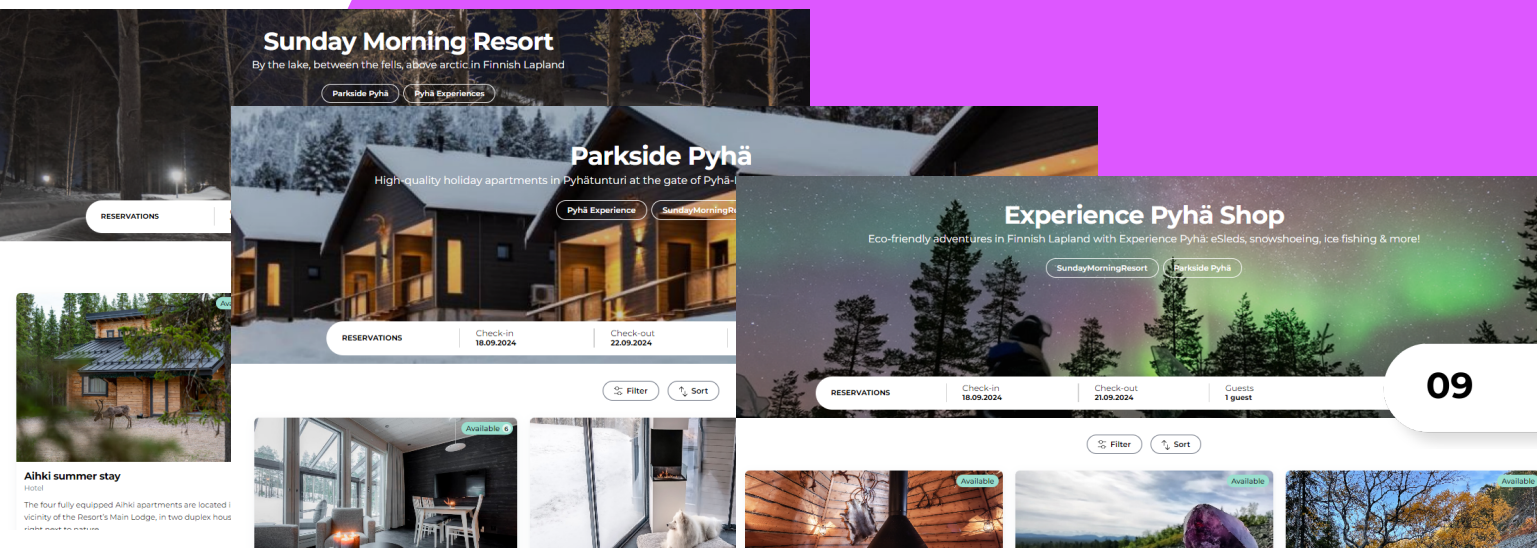 Sunday Morning Resort
By the lake, between the fells, above arctic in Finnish Lapland
Parkside Pyhä
Pyhä Experiences
RESERVATIONS
Aihki summer stay
Hotel
The four fully equipped Aihki apartments are located i
vicinity of the Resort's Main Lodge, in two duplex hous
right next to nature
Parkside Pyhä
High-quality holiday apartments in Pyhätunturi at the gate of Pyhä-
Pyhä Experience
SundayMorningRe
RESERVATIONS
Check-in
18.09.2024
Check-out
22.09.2024
Filter
Sort
Available 6
Experience Pyhä Shop
Eco-friendly adventures in Finnish Lapland with Experience Pyhä: eSleds, snowshoeing, ice fishing & more!
SundayMorningResort
Parkside Pyhä
RESERVATIONS
Check-in
18.09.2024
Check-out
21.09.2024
Guests
1 guest
09
Filter
Sort
Available
Available
Available